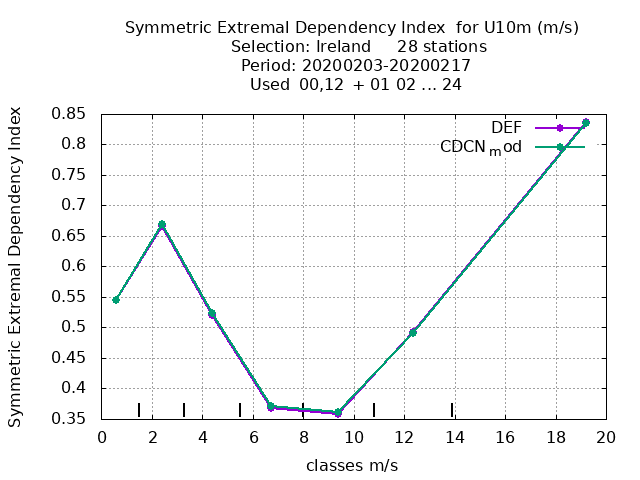 Symmetric Extremal Dependency Index  for U10m (m/s)
Selection: Ireland     28 stations
Period: 20200203-20200217
Used  00,12  + 01 02 ... 24
Symmetric Extremal Dependency Index
0.85
0.8
0.75
0.7
0.65
0.6
0.55
0.5
0.45
0.4
0.35
DEF
CDCNmod
0 2 4 6 8 10 12 14 16 18 20
classes m/s